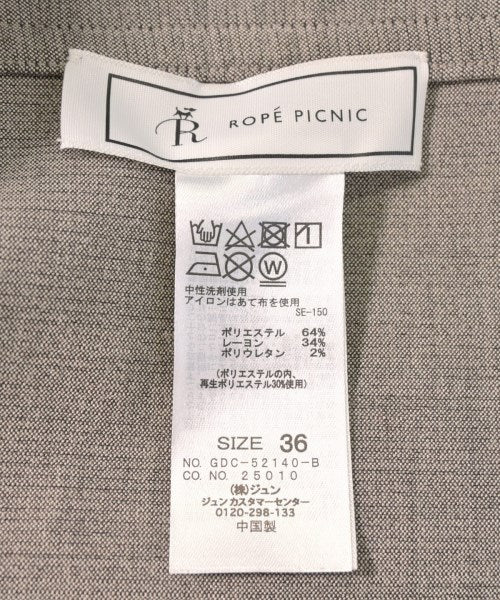 R ROPÉ PICNIC
中性洗剤使用
アイロンはあて布を使用
SE-150
ポリエステル 64%
レーヨン 34%
ポリウレタン 2%
(ポリエステルの内、
再生ポリエステル30%使用)
SIZE 36
NO. GDC-52140-B
CO. NO. 25010
(株)ジュン
ジュンカスタマーセンター
0120-298-133
中国製